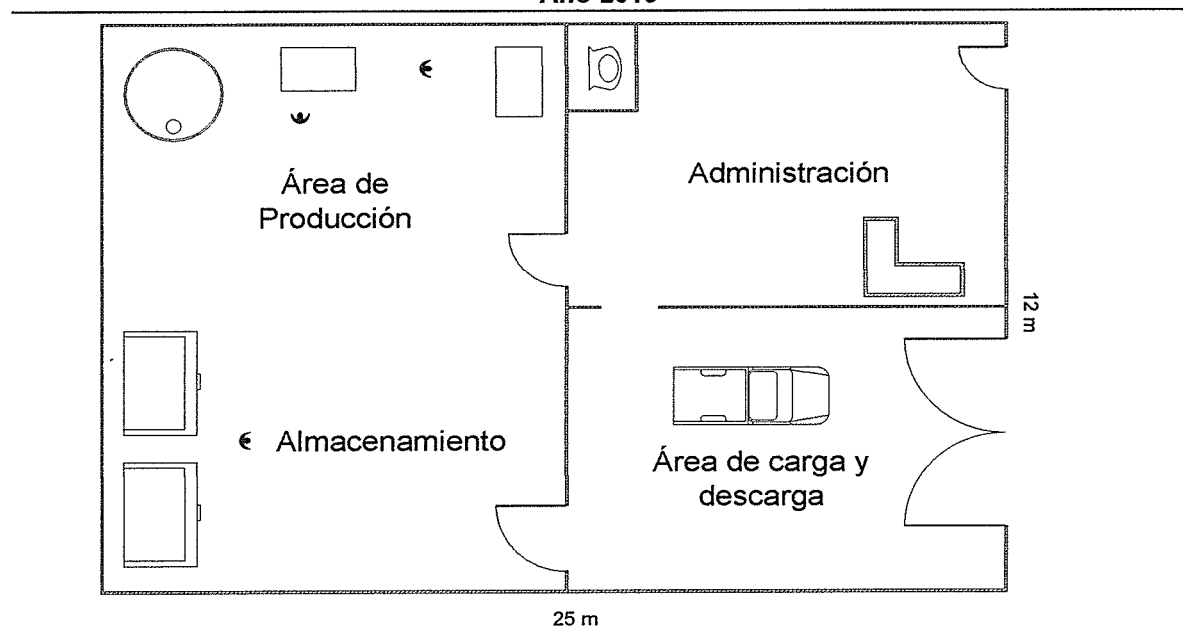 Área de
Producción
Administración
12 m
Almacenamiento
Área de carga y
descarga
25 m